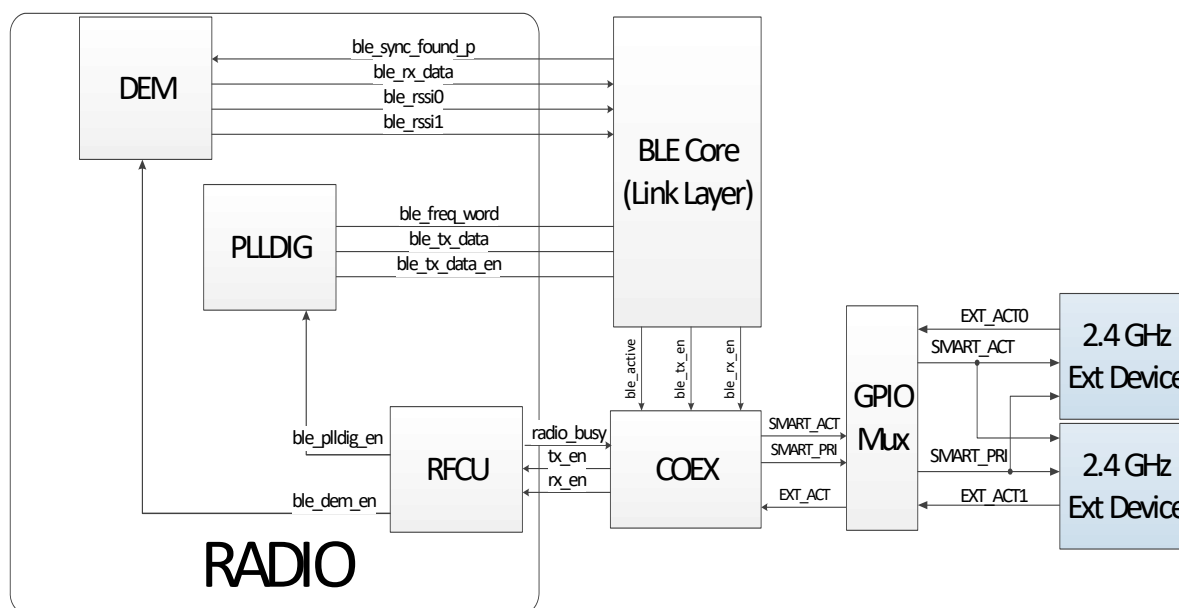 ble_sync_found_p
ble_rx_data
ble_rssi0
ble_rssi1
DEM
BLE Core
(Link Layer)
ble_freq_word
ble_tx_data
ble_tx_data_en
PLLDIG
EXT_ACT0
SMART_ACT
2.4 GHz
Ext Device
ble_active
ble_tx_en
ble_rx_en
GPIO
Mux
ble_plldig_en
radio_busy
tx_en
rx_en
RFCU
COEX
SMART_ACT
SMART_PRI
EXT_ACT
SMART_PRI
EXT_ACT1
2.4 GHz
Ext Device
ble_dem_en
RADIO